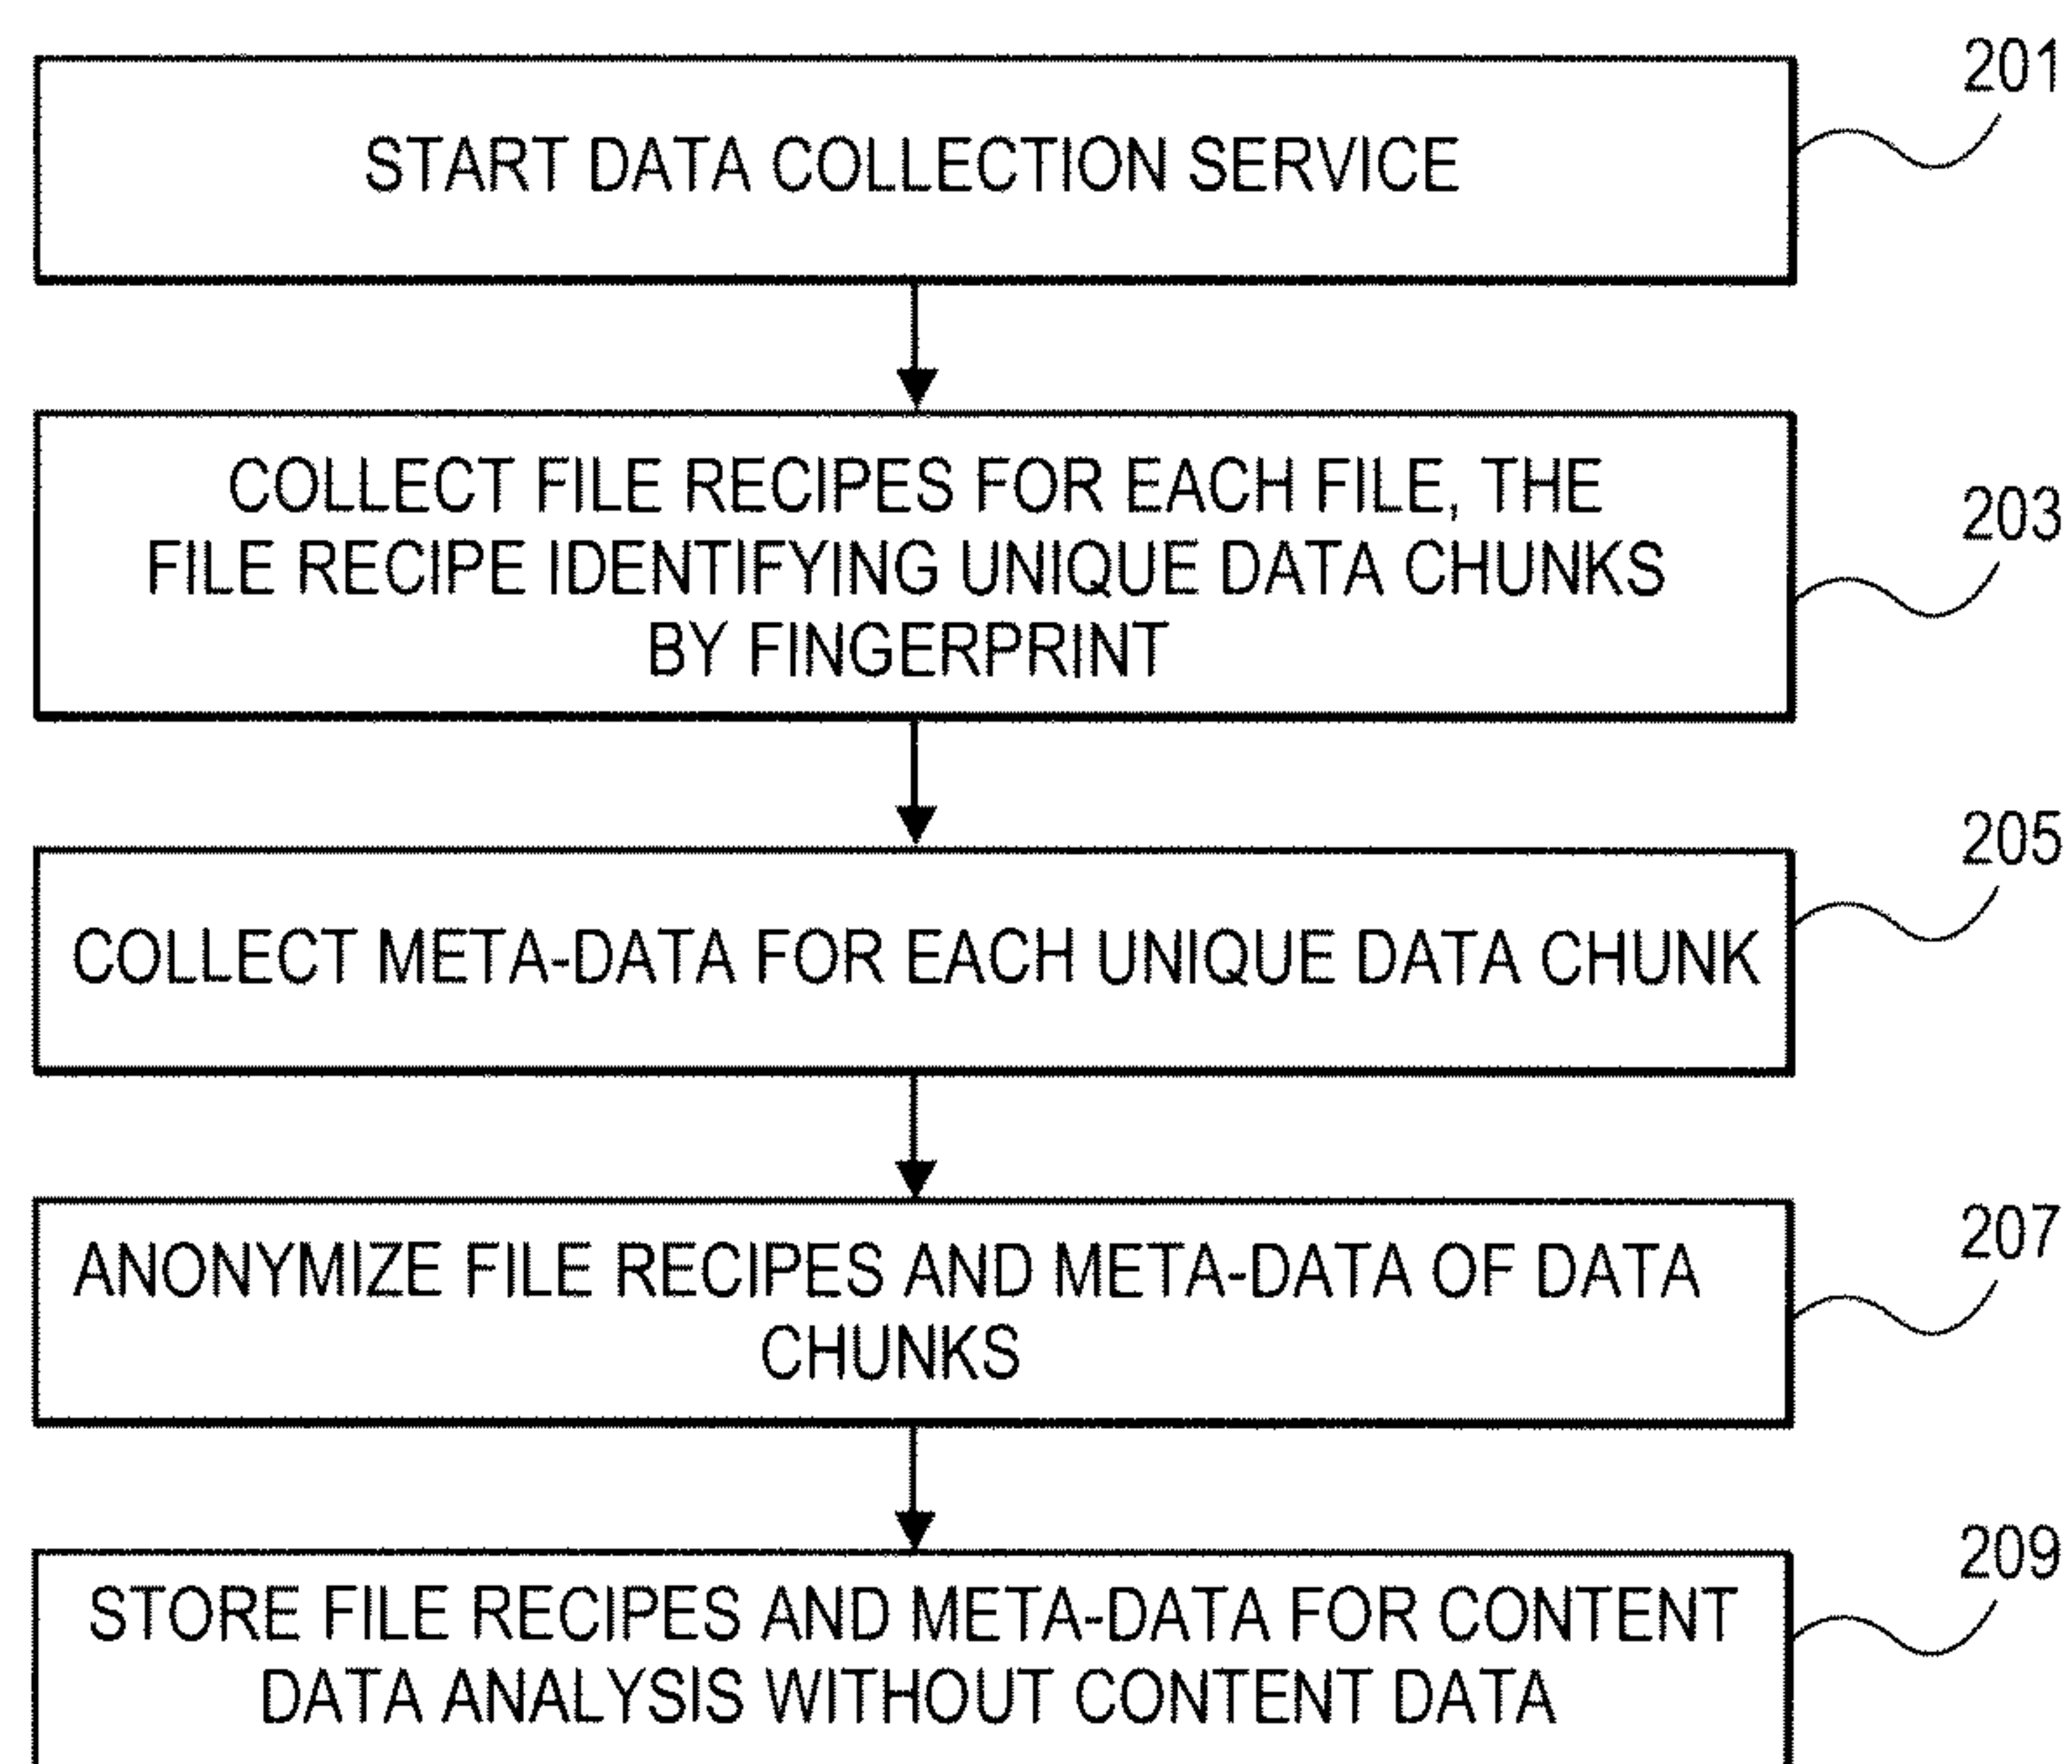 201
START DATA COLLECTION SERVICE
COLLECT FILE RECIPES FOR EACH FILE, THE
FILE RECIPE IDENTIFYING UNIQUE DATA CHUNKS
BY FINGERPRINT
203
205
COLLECT META-DATA FOR EACH UNIQUE DATA CHUNK
207
ANONYMIZE FILE RECIPES AND META-DATA OF DATA
CHUNKS
209
STORE FILE RECIPES AND META-DATA FOR CONTENT
DATA ANALYSIS WITHOUT CONTENT DATA